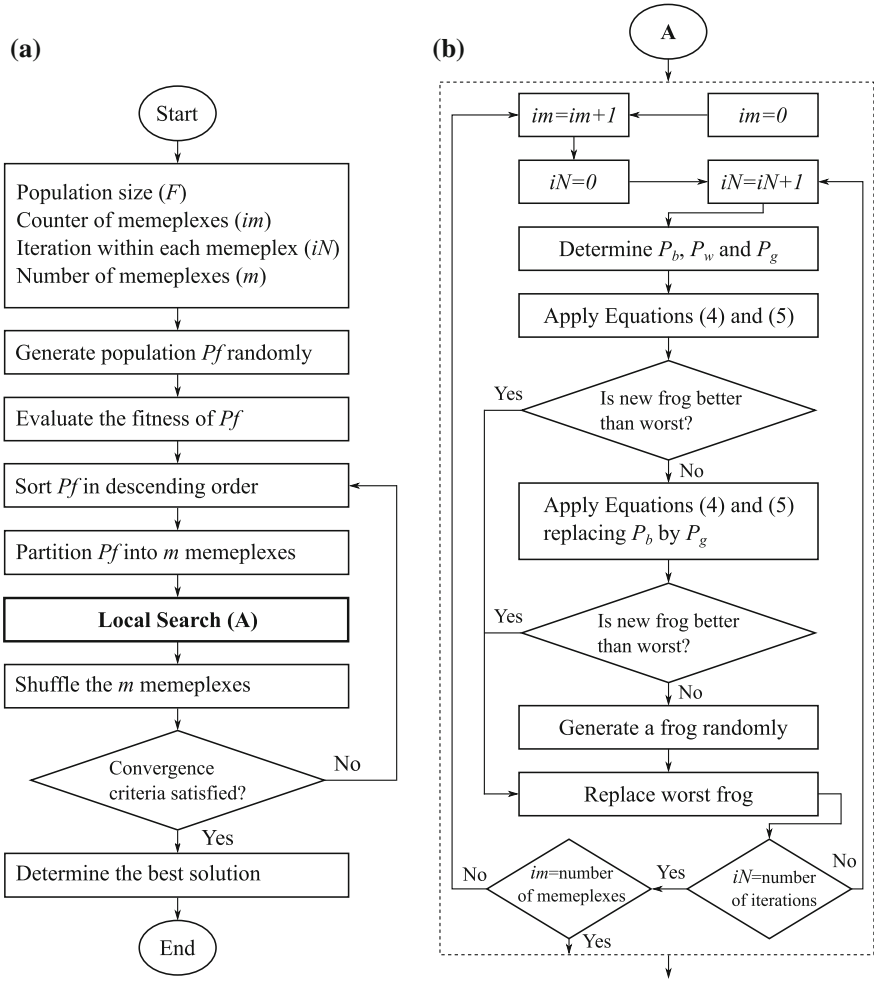 (a)
Start
Population size (F)
Counter of memeplexes (im)
Iteration within each memeplex (iN)
Number of memeplexes (m)
Generate population Pf randomly
Evaluate the fitness of Pf
Sort Pf in descending order
Partition Pf into m memeplexes
Local Search (A)
Shuffle the m memeplexes
Convergence
criteria satisfied?
No
Yes
Determine the best solution
End
(b)
A
im=im+1
im=0
iN=0
iN=iN+1
Determine Pb, Pw and Pg
Apply Equations (4) and (5)
Is new frog better
than worst?
Yes
No
Apply Equations (4) and (5)
replacing Pb by Pg
Is new frog better
than worst?
Yes
No
Generate a frog randomly
Replace worst frog
iN=number
of iterations
No
Yes
im=number
of memeplexes
No
Yes